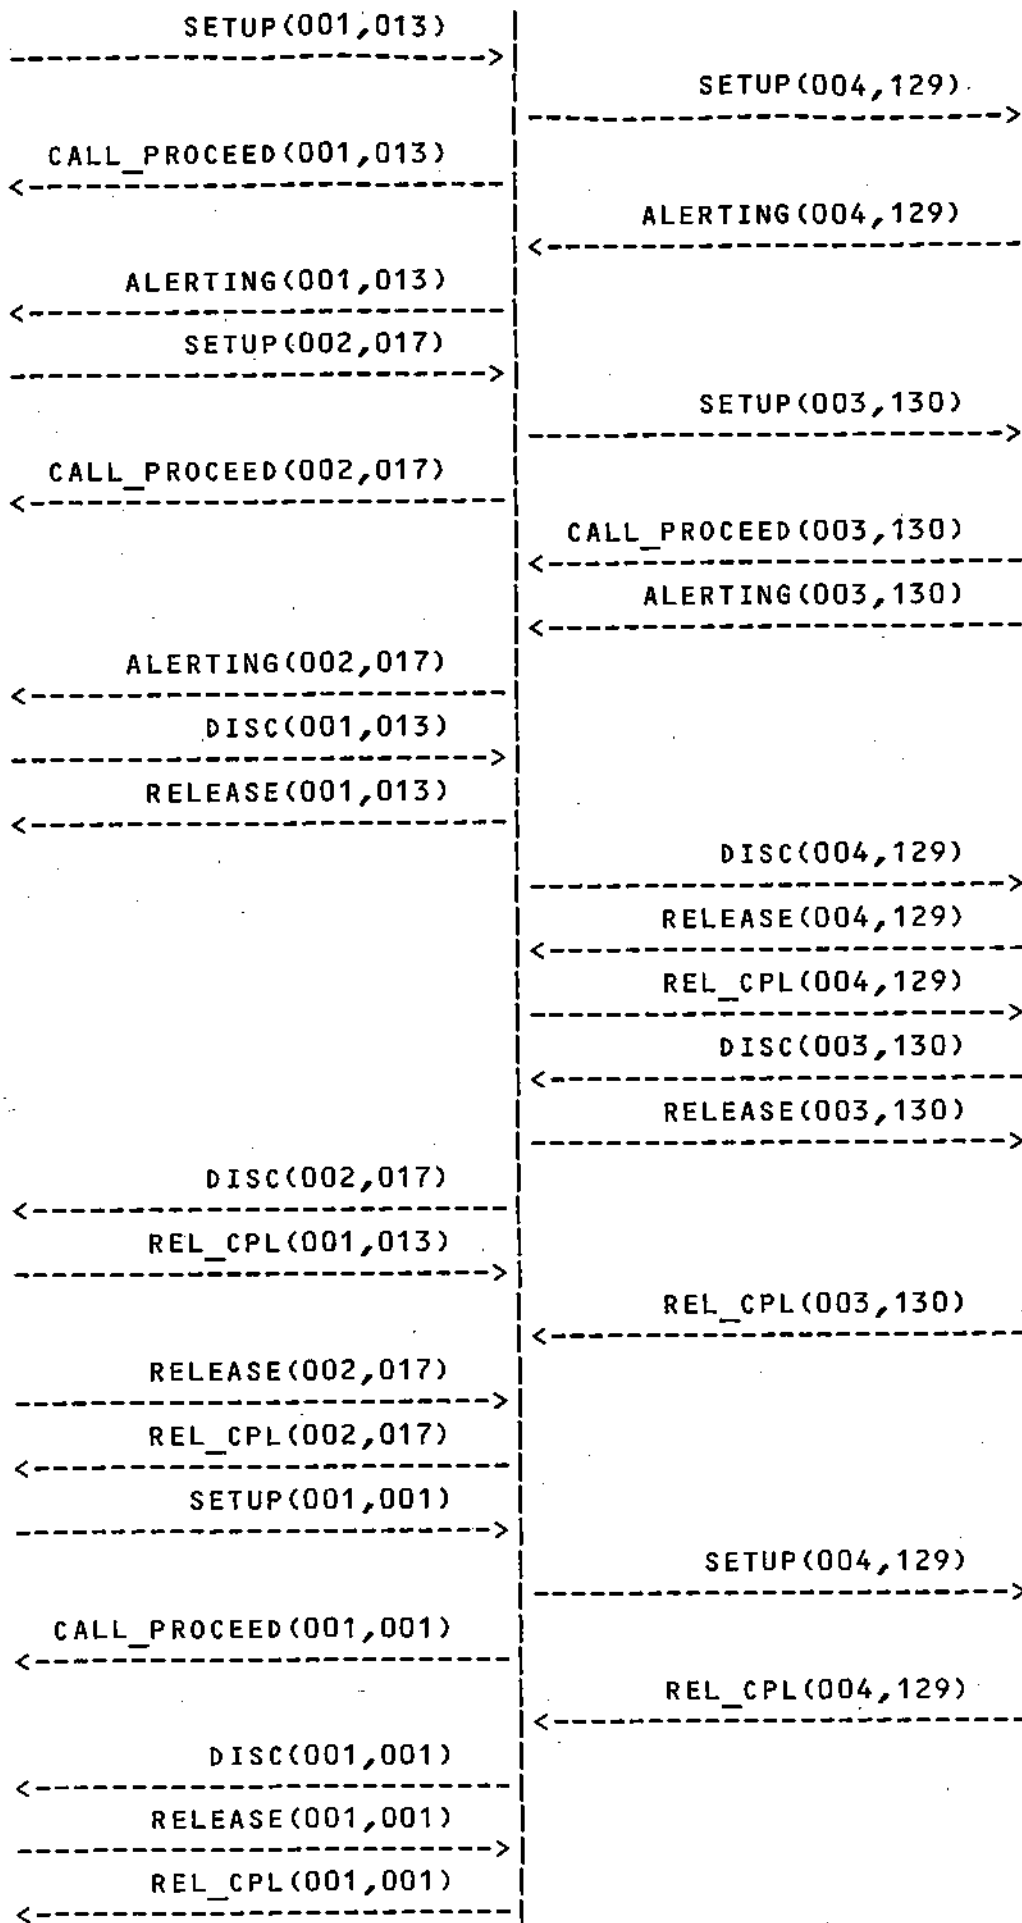 SETUP(001,013)
SETUP(004,129)
CALL_PROCEED(001,013)
ALERTING(004,129)
ALERTING(001,013)
SETUP(002,017)
SETUP(003,130)
CALL_PROCEED(002,017)
CALL_PROCEED(003,130)
ALERTING(003,130)
ALERTING(002,017)
DISC(001,013)
RELEASE(001,013)
DISC(004,129)
RELEASE(004,129)
REL_CPL(004,129)
DISC(003,130)
RELEASE(003,130)
DISC(002,017)
REL_CPL(001,013)
REL_CPL(003,130)
RELEASE(002,017)
REL_CPL(002,017)
SETUP(001,001)
SETUP(004,129)
CALL_PROCEED(001,001)
REL_CPL(004,129)
DISC(001,001)
RELEASE(001,001)
REL_CPL(001,001)